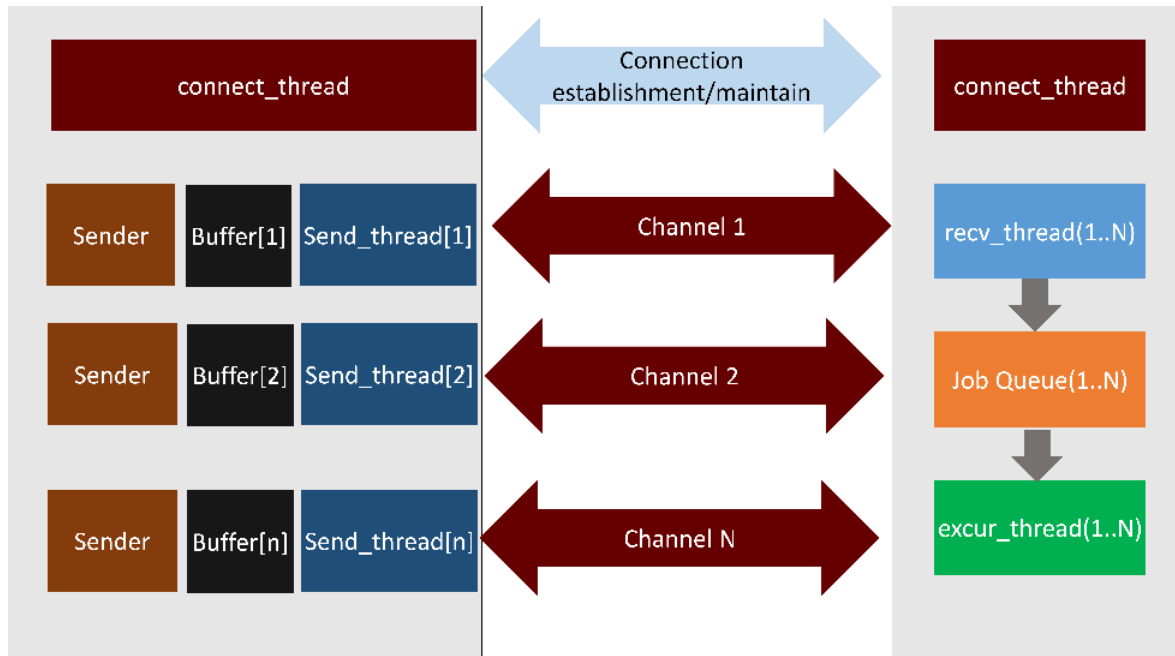 connect_thread
Connection
establishment/maintain
connect_thread
Sender
Buffer[1]
Send_thread[1]
Channel 1
recv_thread(1..N)
Sender
Buffer[2]
Send_thread[2]
Channel 2
Job Queue(1..N)
Sender
Buffer[n]
Send_thread[n]
Channel N
excur_thread(1..N)